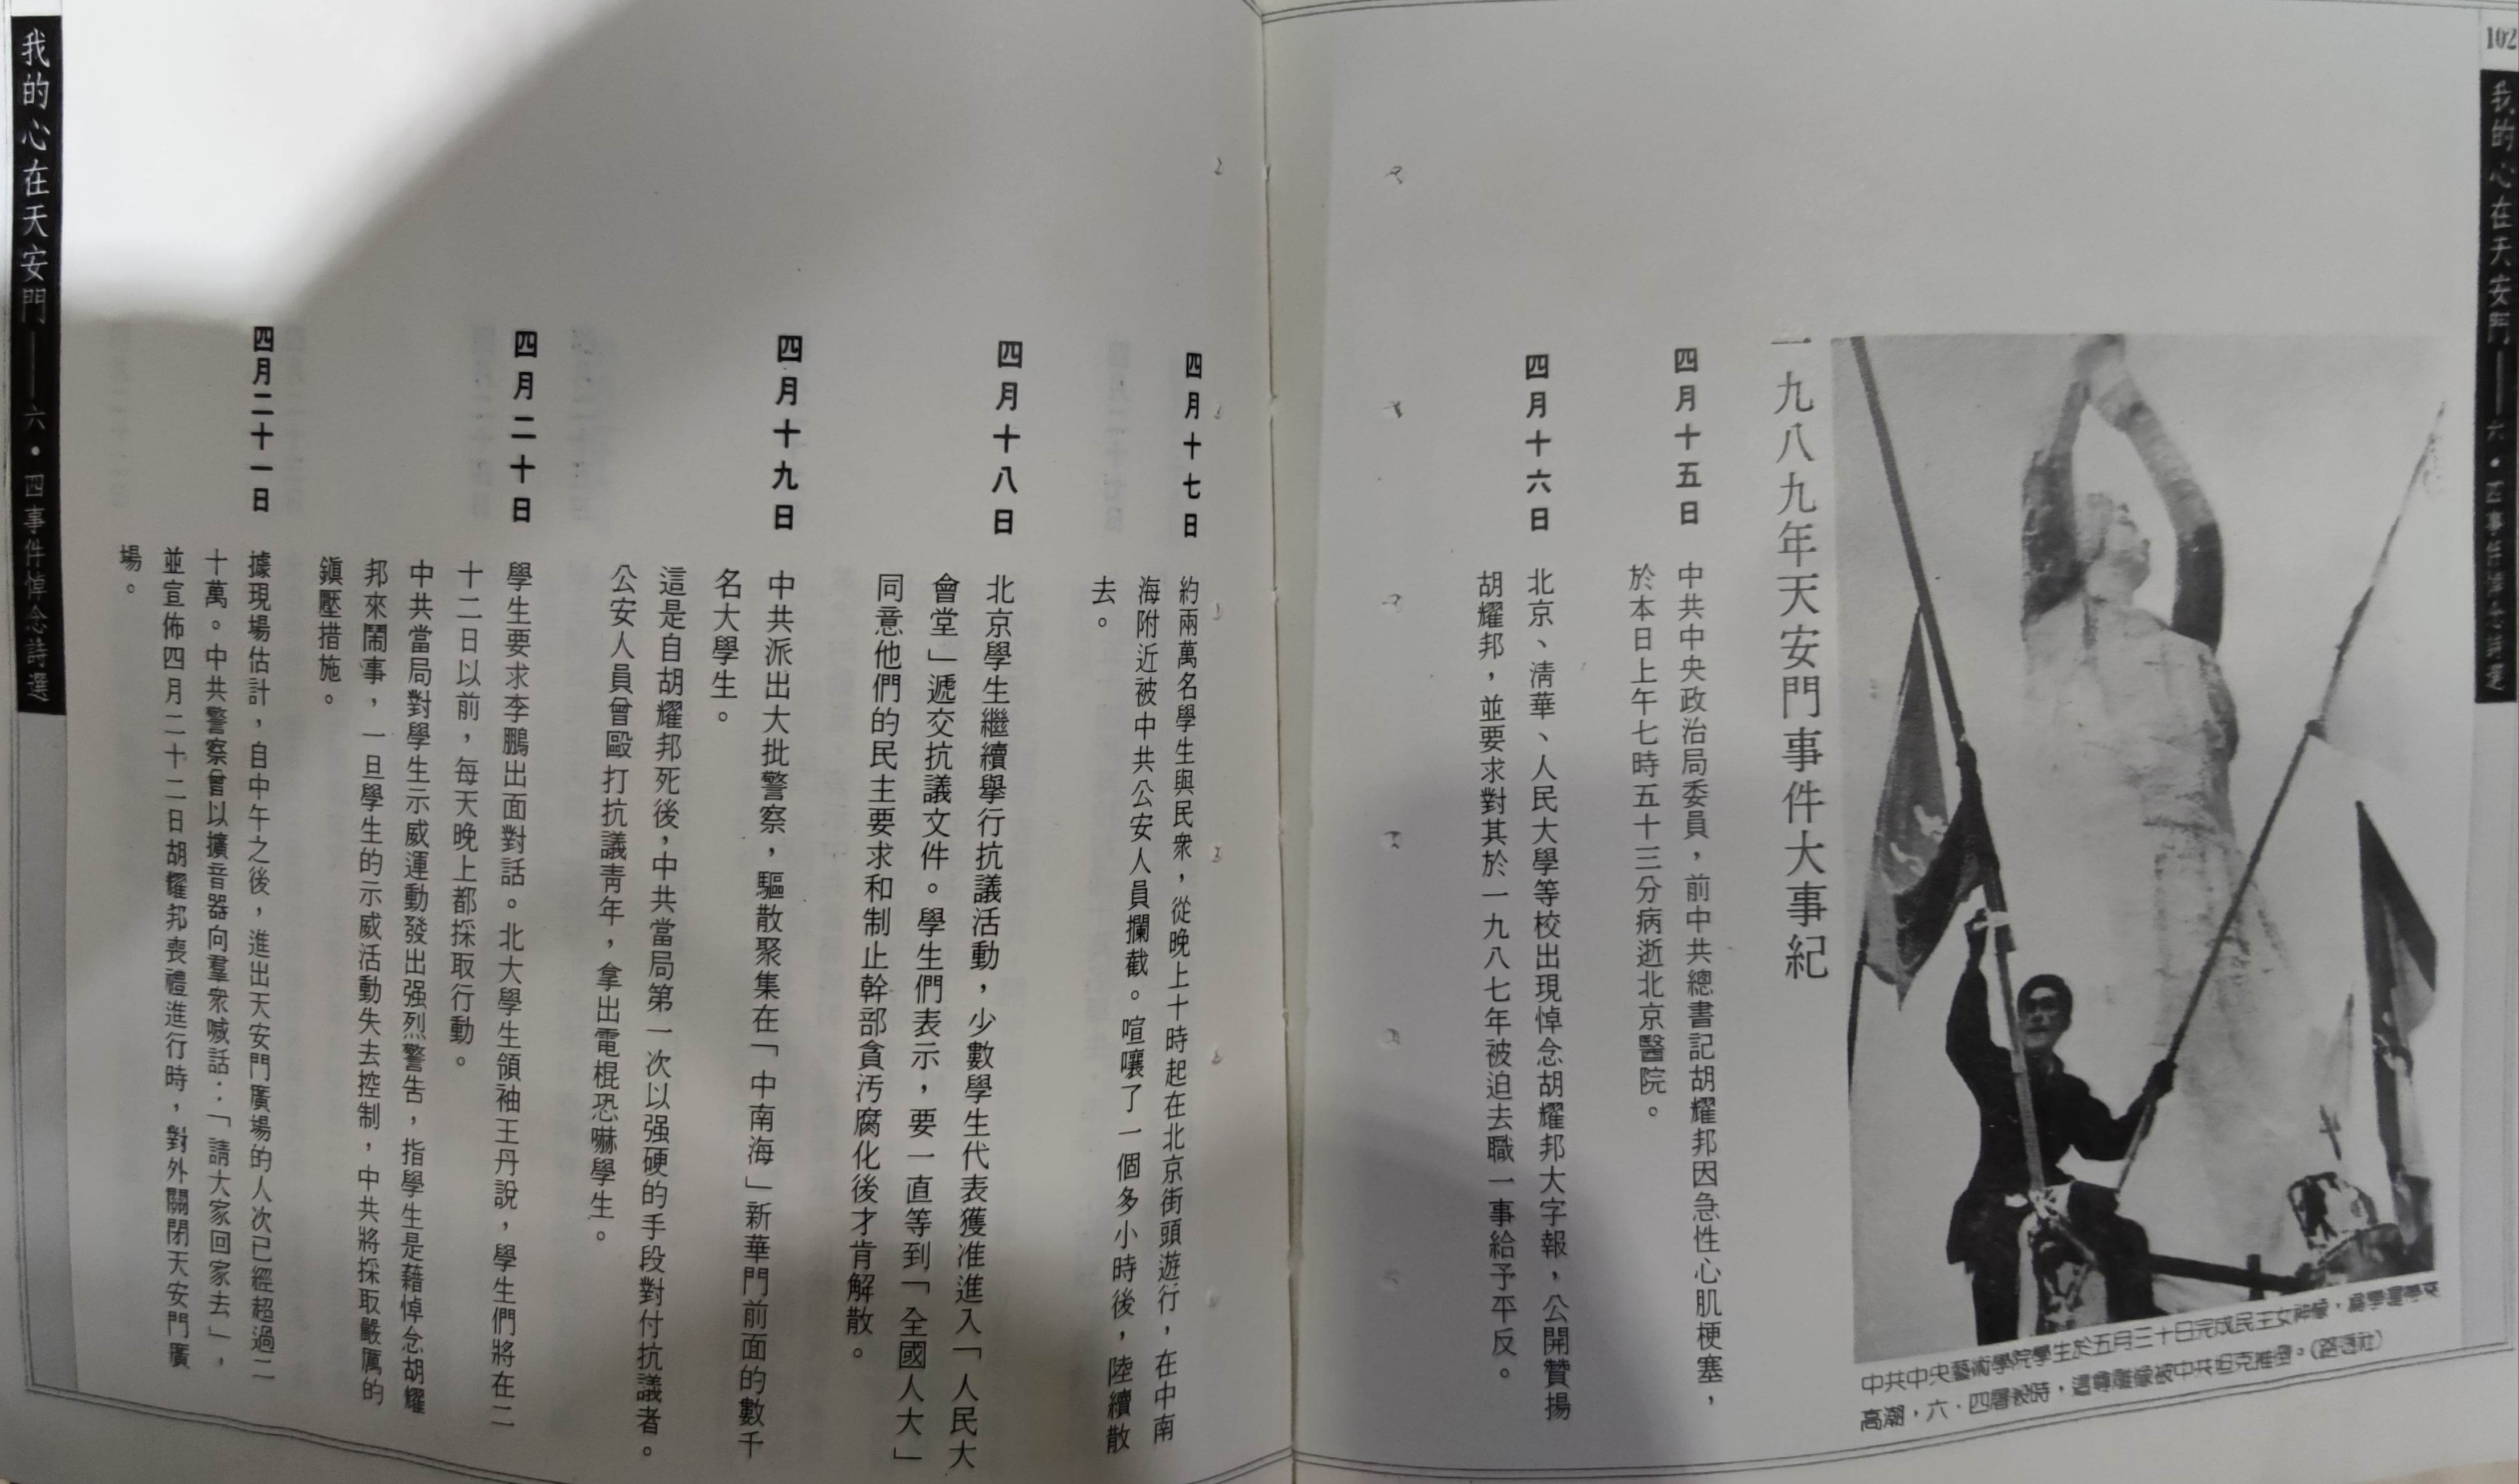 102
我的心在天安門——六•四事件悼念詩選
中共中央藝術學院學生於五月三十日完成民主女神像，爲學運帶來
高潮，六．四屠殺時，這尊雕像被中共坦克推倒。(路透社)
一九八九年天安門事件大事紀
四月十五日
中共中央政治局委員，前中共總書記胡耀邦因急性心肌梗塞，
於本日上午七時五十三分病逝北京醫院。
四月十六日
北京、清華、人民大學等校出現悼念胡耀邦大字報，公開贊揚
胡耀邦，並要求對其於一九八七年被迫去職一事給予平反。
四月十七日
約兩萬名學生與民衆，從晚上十時起在北京街頭遊行，在中南
海附近被中共公安人員攔截。喧嚷了一個多小時後，陸續散
去。
四月十八日
北京學生繼續舉行抗議活動，少數學生代表獲准進入「人民大
會堂」遞交抗議文件。學生們表示，要一直等到「全國人大」
同意他們的民主要求和制止幹部貪污腐化後才肯解散。
四月十九日
中共派出大批警察，驅散聚集在「中南海」新華門前面的數千
名大學生。
這是自胡耀邦死後，中共當局第一次以强硬的手段對付抗議者。
公安人員曾毆打抗議靑年，拿出電棍恐嚇學生。
四月二十日
學生要求李鵬出面對話。北大學生領袖王丹說，學生們將在二
十二日以前，每天晚上都採取行動。
中共當局對學生示威運動發出强烈警告，指學生是藉悼念胡耀
邦來鬧事，一旦學生的示威活動失去控制，中共將採取嚴厲的
鎭壓措施。
四月二十一日
據現場估計，自中午之後，進出天安門廣場的人次已經超過二
十萬。中共警察曾以擴音器向羣衆喊話：「請大家回家去」，
並宣佈四月二十二日胡耀邦喪禮進行時，對外關閉天安門廣
場。
我的心在天安門——六•四事件悼念詩選